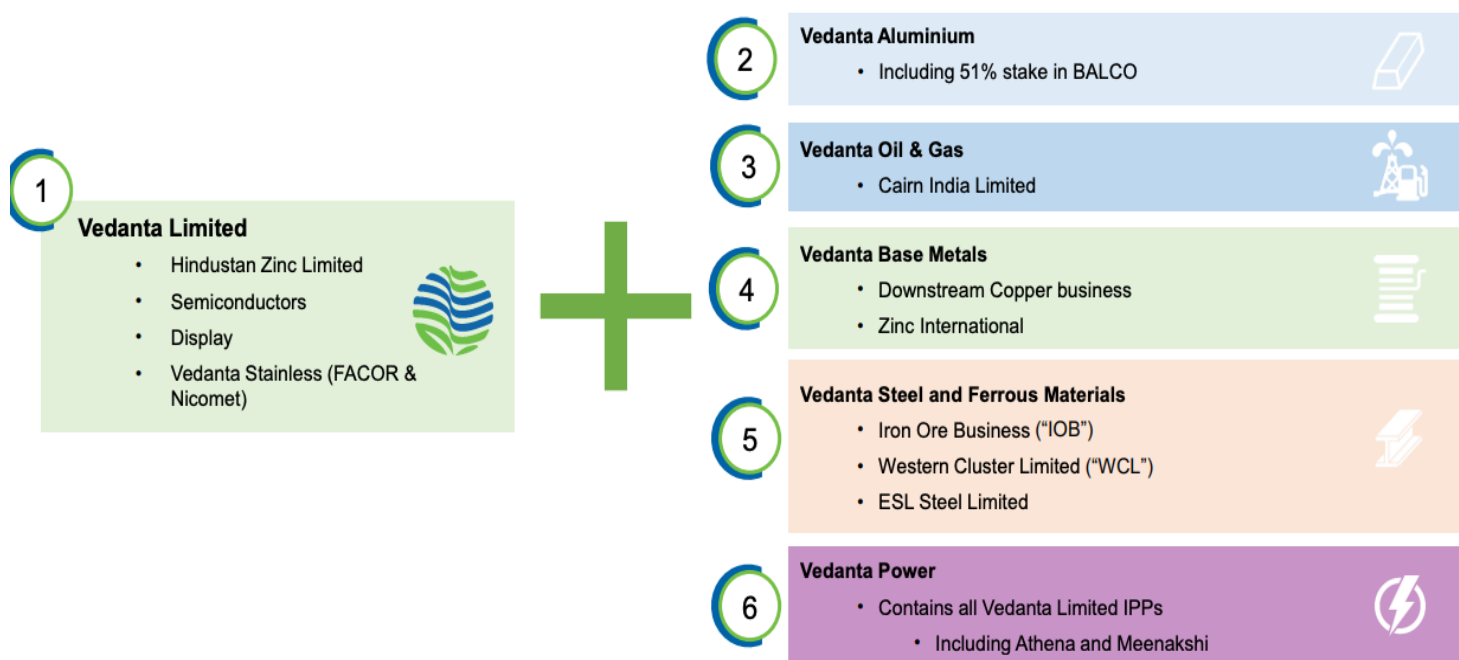 1
Vedanta Limited
• Hindustan Zinc Limited
• Semiconductors
• Display
• Vedanta Stainless (FACOR &
Nicomet)
2
Vedanta Aluminium
• Including 51% stake in BALCO
3
Vedanta Oil & Gas
• Cairn India Limited
4
Vedanta Base Metals
• Downstream Copper business
• Zinc International
5
Vedanta Steel and Ferrous Materials
• Iron Ore Business (“IOB”)
• Western Cluster Limited (“WCL”)
• ESL Steel Limited
6
Vedanta Power
• Contains all Vedanta Limited IPPs
• Including Athena and Meenakshi